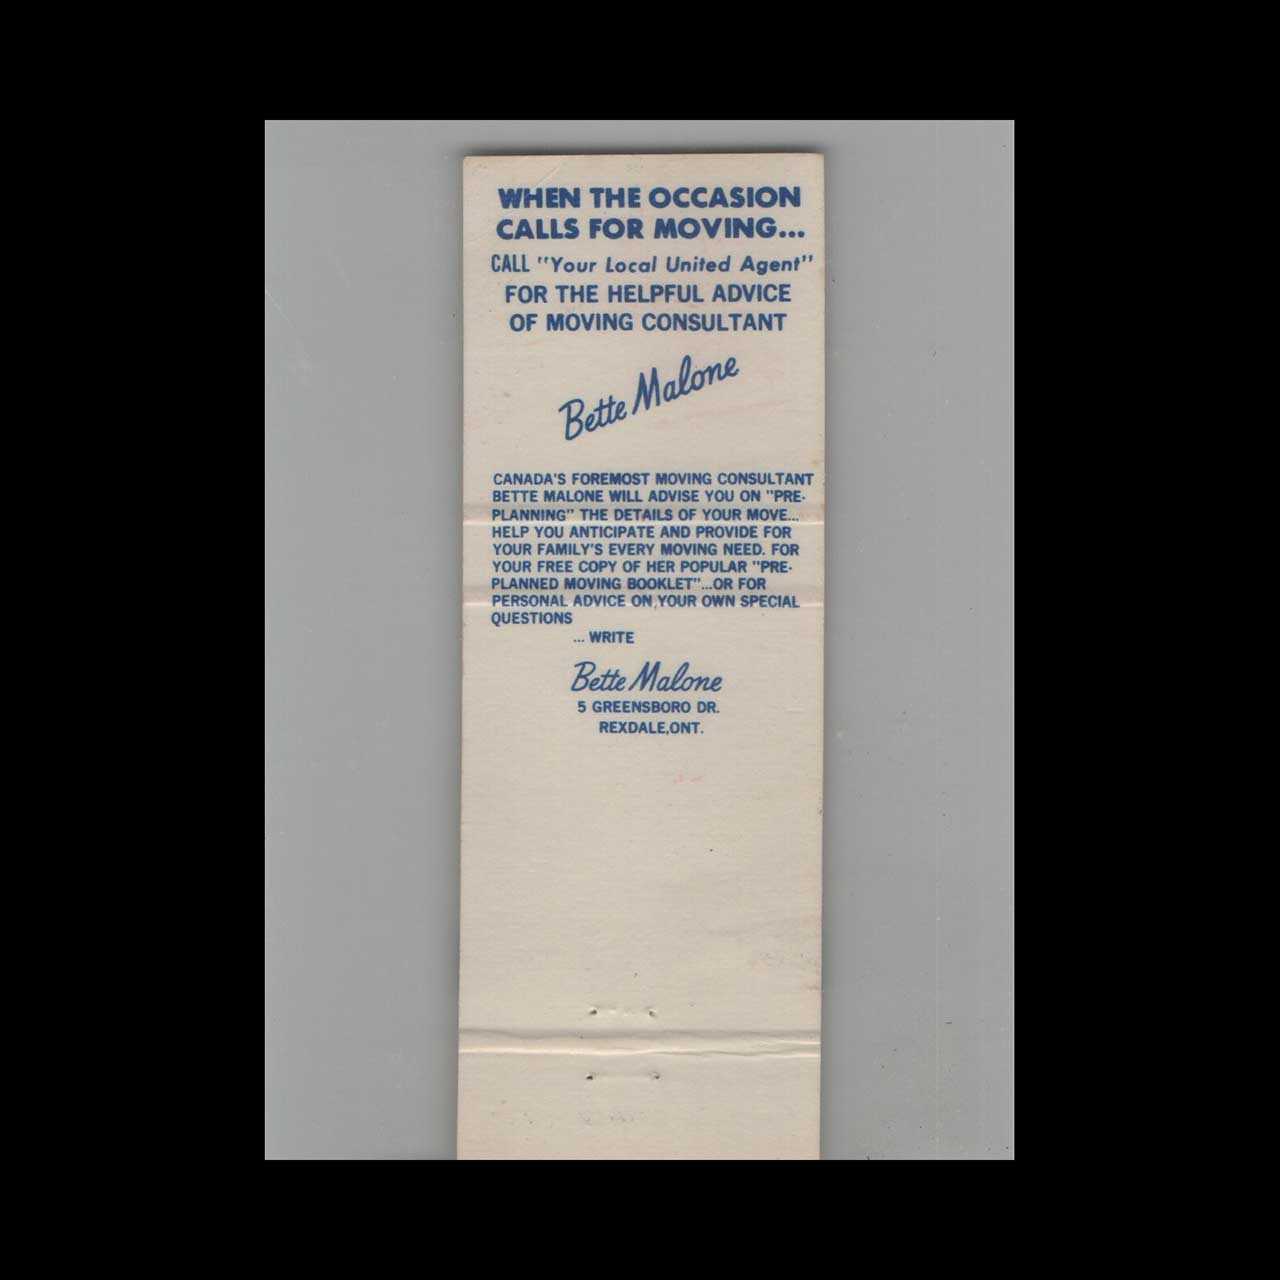 WHEN THE OCCASION
CALLS FOR MOVING...
CALL "Your Local United Agent"
FOR THE HELPFUL ADVICE
OF MOVING CONSULTANT
Bette Malone
CANADA'S FOREMOST MOVING CONSULTANT
BETTE MALONE WILL ADVISE YOU ON "PRE-
PLANNING" THE DETAILS OF YOUR MOVE...
HELP YOU ANTICIPATE AND PROVIDE FOR
YOUR FAMILY'S EVERY MOVING NEED. FOR
YOUR FREE COPY OF HER POPULAR "PRE-
PLANNED MOVING BOOKLET"...OR FOR
PERSONAL ADVICE ON YOUR OWN SPECIAL
QUESTIONS
... WRITE
Bette Malone
5 GREENSBORO DR.
REXDALE,ONT.